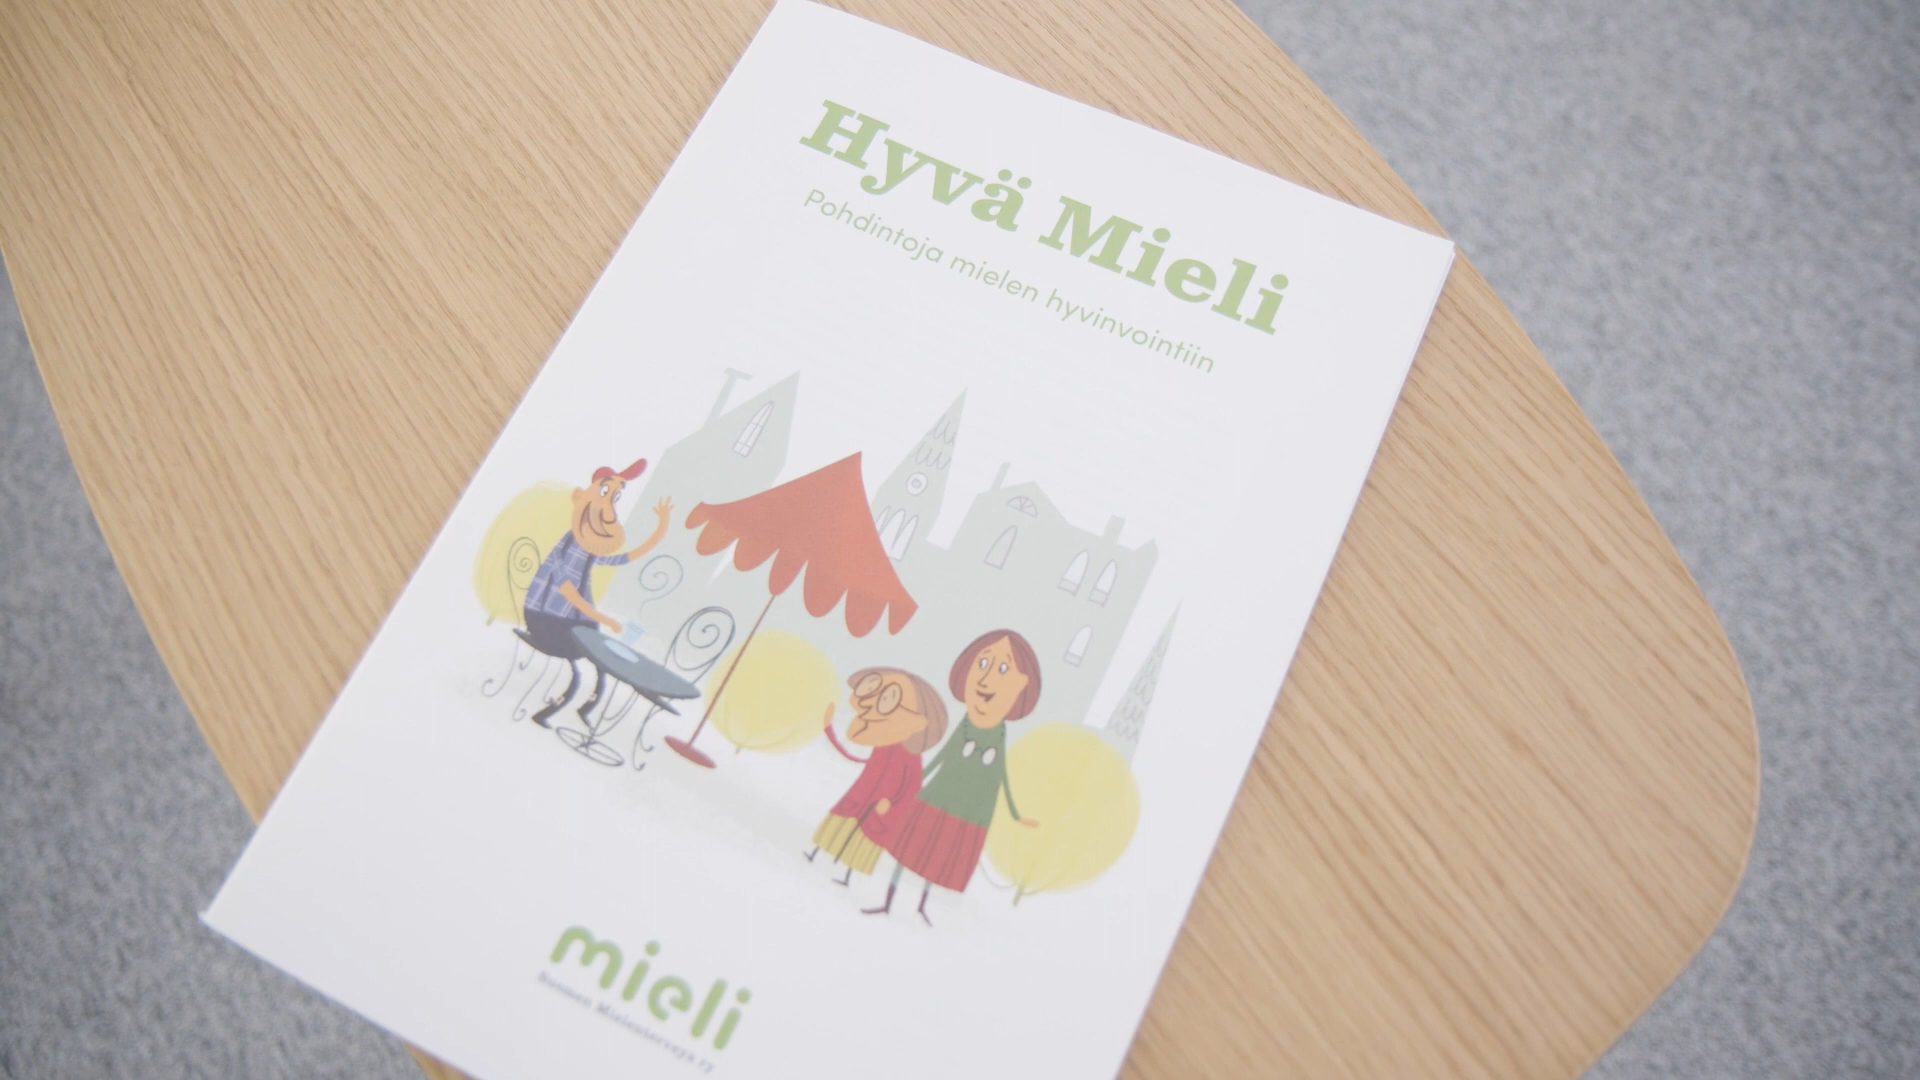 Hyvä Mieli
Pohdintoja mielen hyvinvointiin
mieli
Suomen Mielenterveys ry